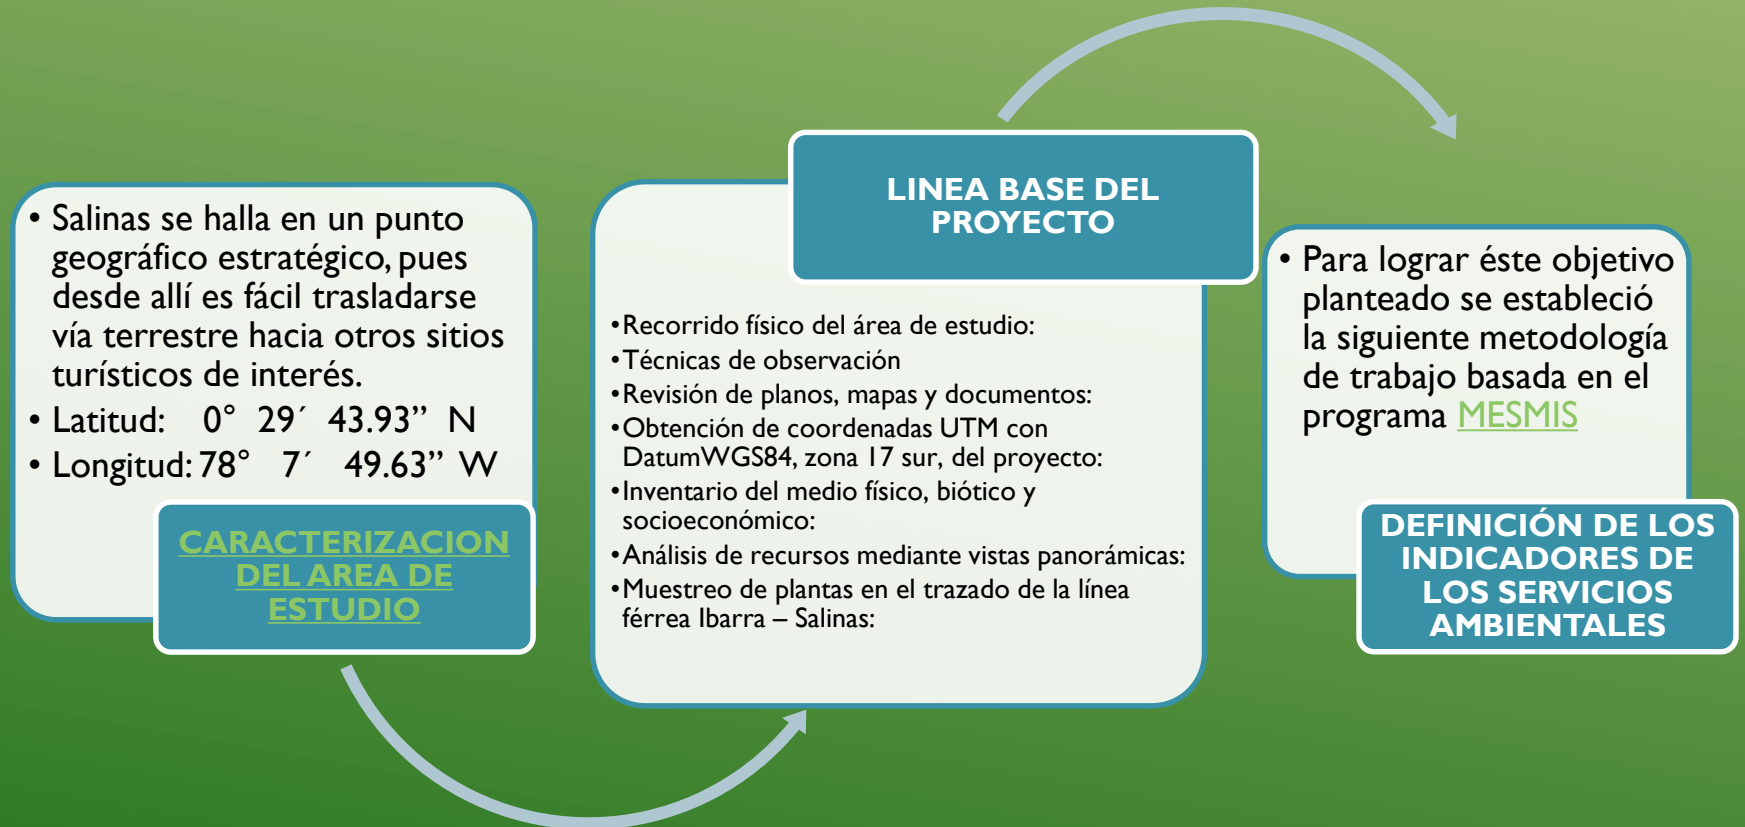 • Salinas se halla en un punto
geográfico estratégico, pues
desde allí es fácil trasladarse
vía terrestre hacia otros sitios
turísticos de interés.
• Latitud: 0° 29´ 43.93” N
• Longitud: 78° 7´ 49.63” W
CARACTERIZACION
DEL AREA DE
ESTUDIO
LINEA BASE DEL
PROYECTO
•Recorrido físico del área de estudio:
•Técnicas de observación
•Revisión de planos, mapas y documentos:
•Obtención de coordenadas UTM con
DatumWGS84, zona 17 sur, del proyecto:
•Inventario del medio físico, biótico y
socioeconómico:
•Análisis de recursos mediante vistas panorámicas:
•Muestreo de plantas en el trazado de la línea
férrea Ibarra – Salinas:
• Para lograr éste objetivo
planteado se estableció
la siguiente metodología
de trabajo basada en el
programa MESMIS
DEFINICIÓN DE LOS
INDICADORES DE
LOS SERVICIOS
AMBIENTALES